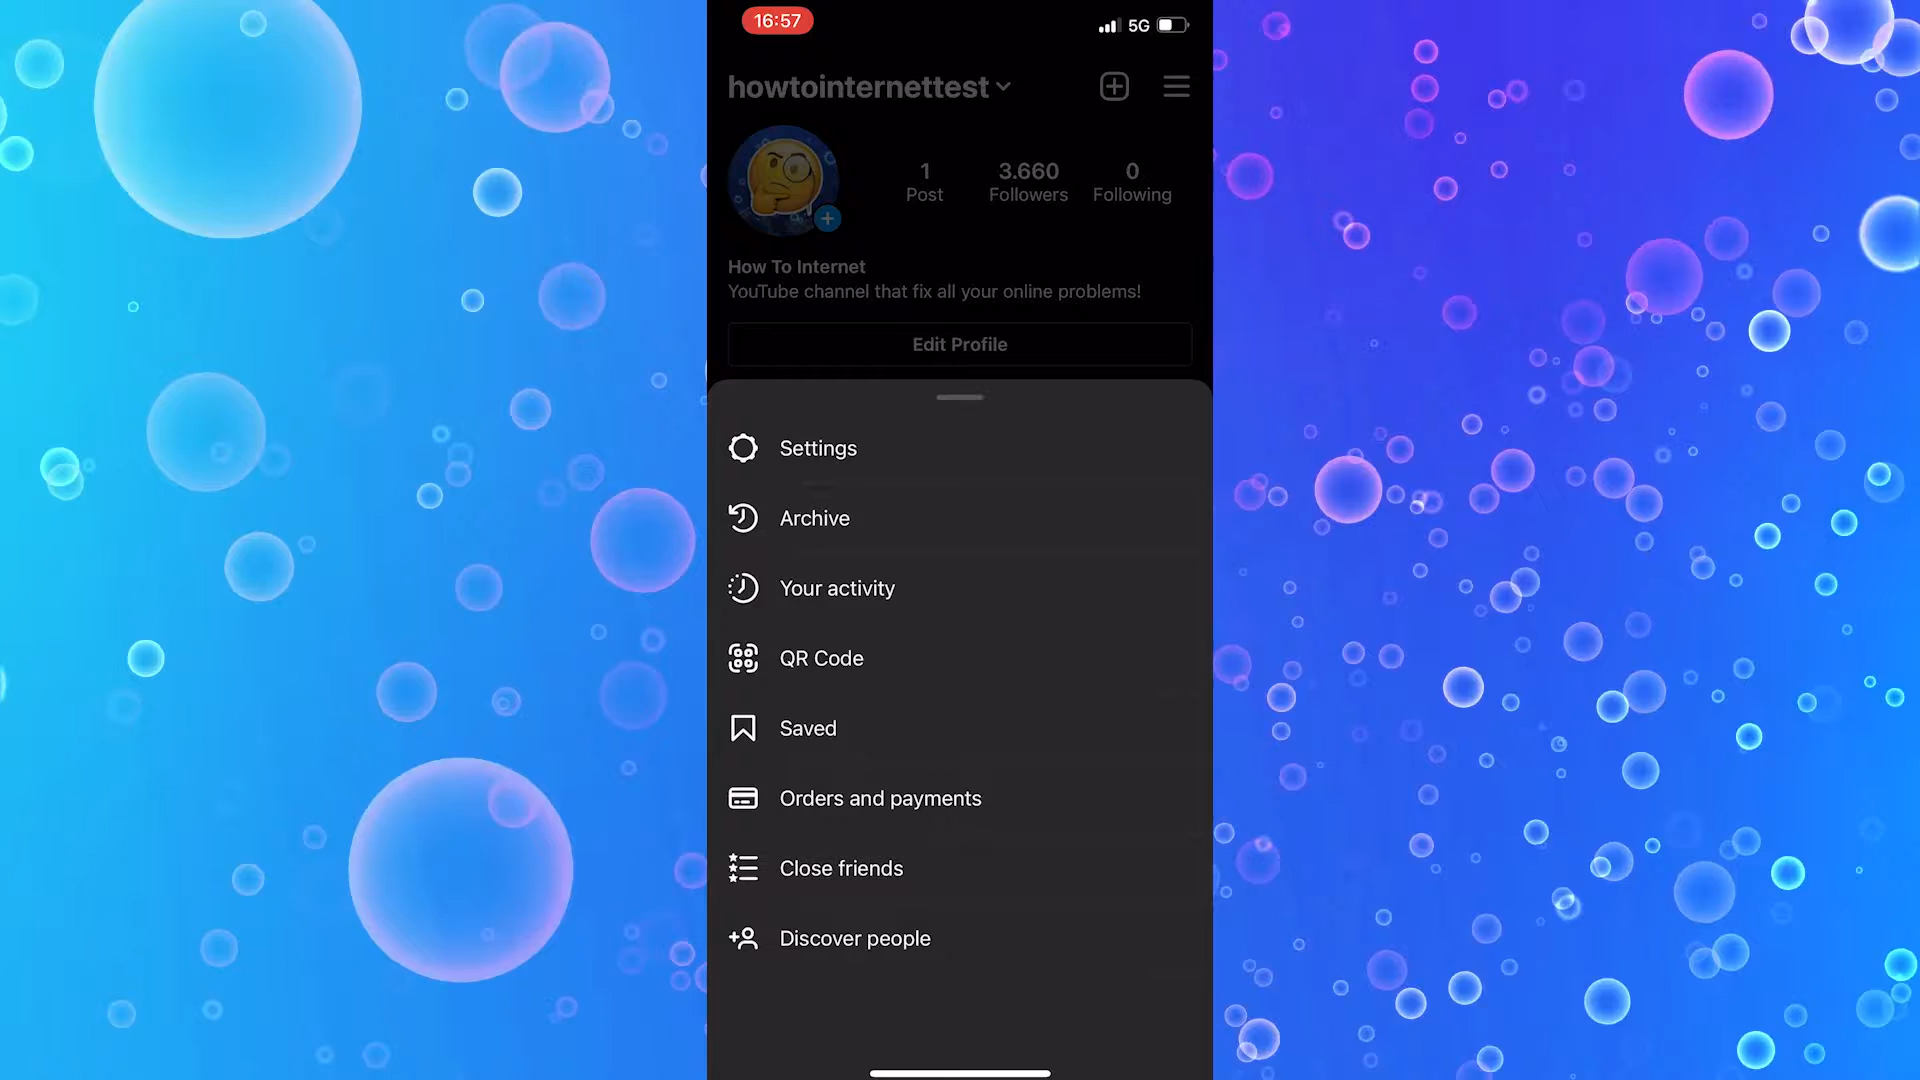 16:57
5G
howtointernettest
1
Post
3.660
Followers
0
Following
How To Internet
YouTube channel that fix all your online problems!
Edit Profile
Settings
Archive
Your activity
QR Code
Saved
Orders and payments
Close friends
Discover people